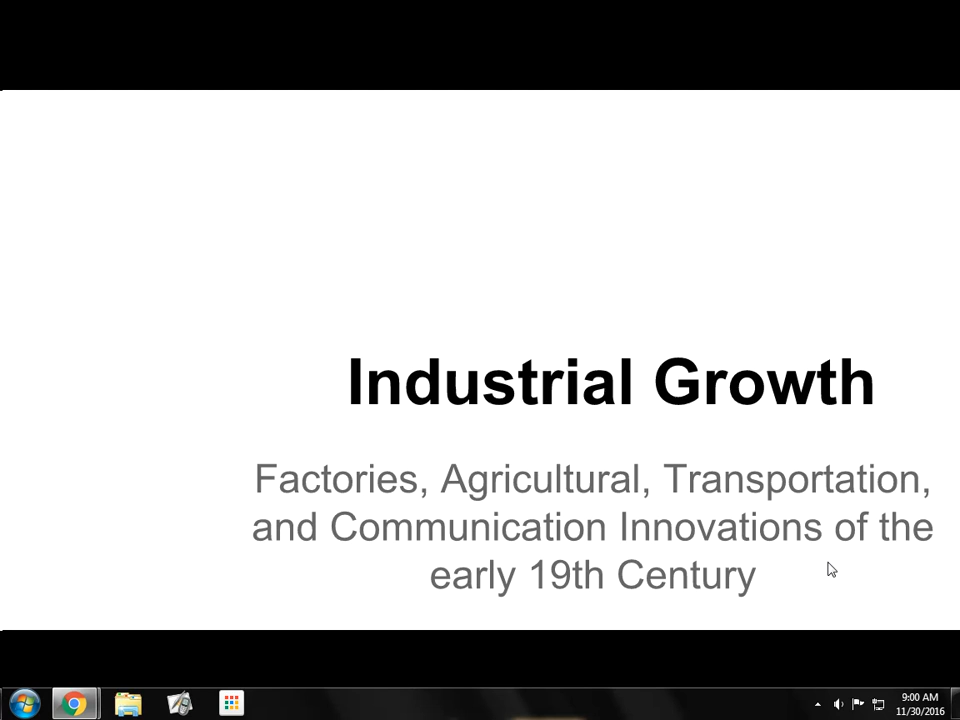 Industrial Growth
Factories, Agricultural, Transportation,
and Communication Innovations of the
early 19th Century
9:00 AM
11/30/2016